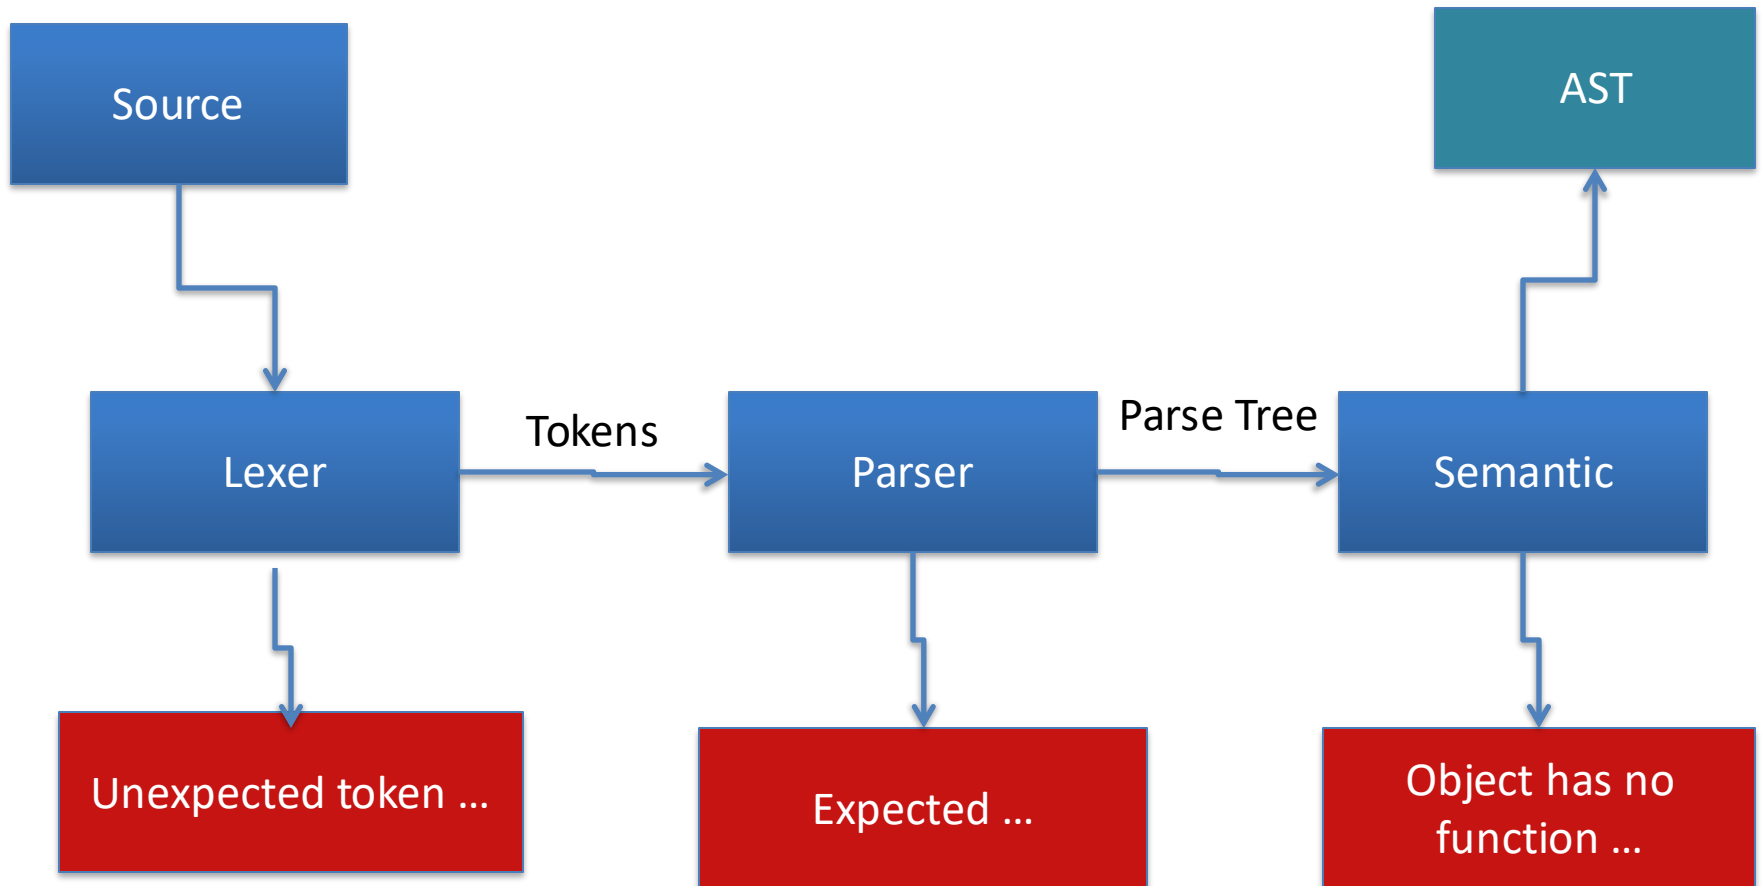 Source
AST
Lexer
Tokens
Parser
Parse Tree
Semantic
Unexpected token …
Expected …
Object has no
function …